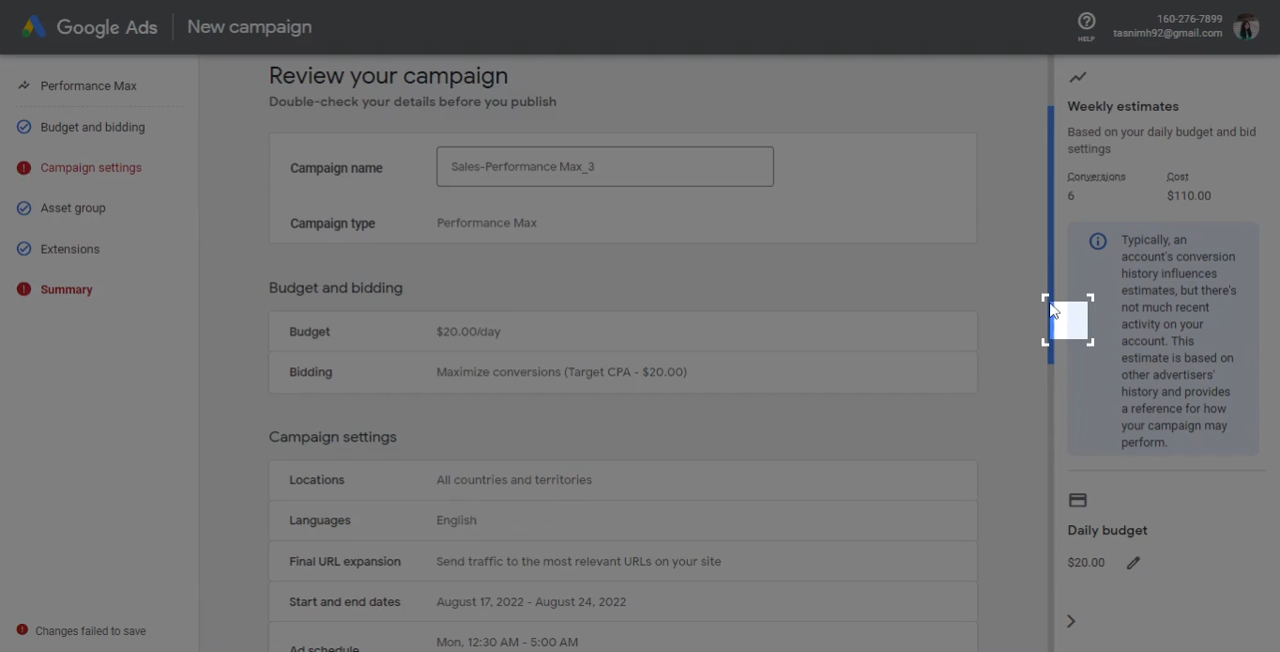 Google Ads New campaign
HELP
160-276-7899
tasnimh92@gmail.com
Performance Max
Budget and bidding
Campaign settings
Asset group
Extensions
Summary
Changes failed to save
Review your campaign
Double-check your details before you publish
Campaign name Sales-Performance Max_3
Campaign type Performance Max
Budget and bidding
Budget $20.00/day
Bidding Maximize conversions (Target CPA - $20.00)
Campaign settings
Locations All countries and territories
Languages English
Final URL expansion Send traffic to the most relevant URLs on your site
Start and end dates August 17, 2022 - August 24, 2022
Ad schedule Mon, 12:30 AM - 5:00 AM
Weekly estimates
Based on your daily budget and bid
settings
Conversions Cost
6 $110.00
Typically, an
account's conversion
history influences
estimates, but there's
not much recent
activity on your
account. This
estimate is based on
other advertisers'
history and provides
a reference for how
your campaign may
perform.
Daily budget
$20.00